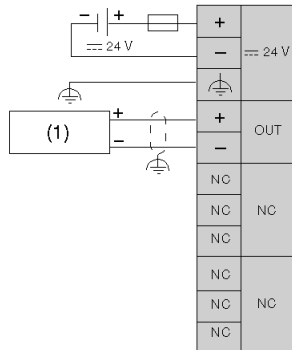 − + +
⎓ 24 V − ⎓ 24 V
+ +
(1) OUT
− −
NC
NC NC
NC
NC
NC NC
NC